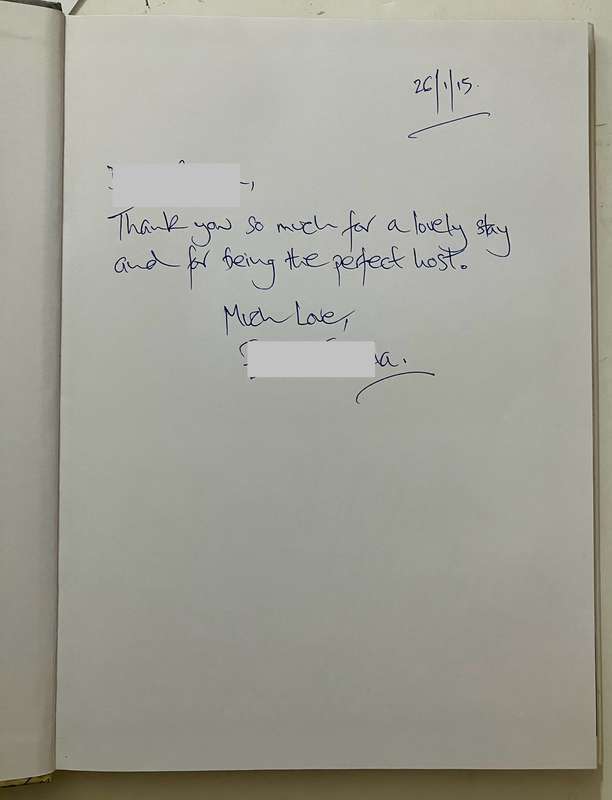 26/1/15.
Thank you so much for a lovely stay
and for being the perfect host.
Much Love,